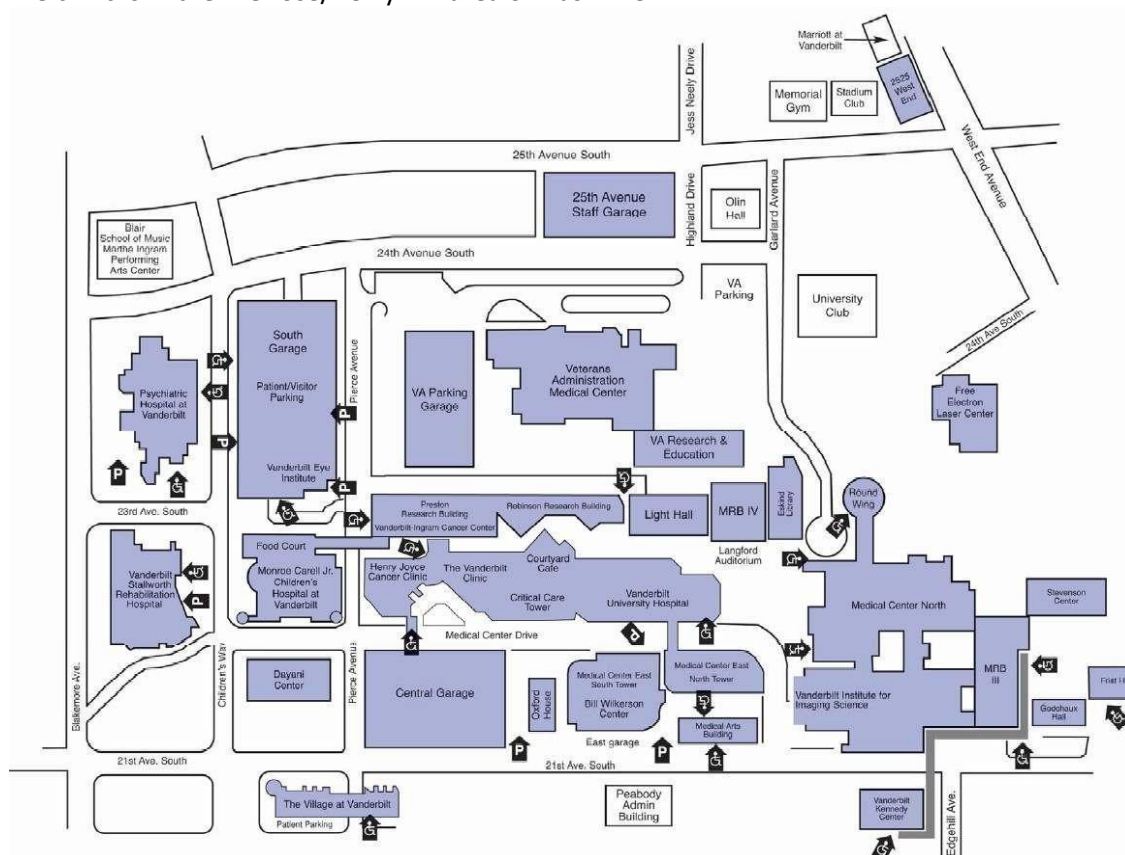 Marriott at
Vanderbilt
2525
West
End
Memorial
Gym
Stadium
Club
Jess Neely Drive
West End Avenue
25th Avenue South
25th Avenue
Staff Garage
Highland Drive
Olin
Hall
Garland Avenue
Blair
School of Music
Martha Ingram
Performing
Arts Center
24th Avenue South
VA
Parking
University
Club
24th Ave South
South
Garage
Patient/Visitor
Parking
Pierce Avenue
VA Parking
Garage
Veterans
Administration
Medical Center
Psychiatric
Hospital at
Vanderbilt
Free
Electron
Laser Center
VA Research &
Education
P
P
Vanderbilt Eye
Institute
P
P
23rd Ave. South
Preston
Research Building
Vanderbilt-Ingram Cancer Center
Robinson Research Building
Light Hall
MRB IV
Eskind
Library
Round
Wing
Langford
Auditorium
Food Court
Monroe Carell Jr.
Children's
Hospital at
Vanderbilt
Henry Joyce
Cancer Clinic
The Vanderbilt
Clinic
Courtyard
Cafe
Critical Care
Tower
Vanderbilt
University Hospital
Vanderbilt
Stallworth
Rehabilitation
Hospital
P
Medical Center North
Stevenson
Center
Medical Center Drive
P
Blakemore Ave.
Children's Way
Dayani
Center
Pierce Avenue
Central Garage
Oxford
House
Medical Center East
South Tower
Bill Wilkerson
Center
Medical Center East
North Tower
Vanderbilt Institute for
Imaging Science
MRB
III
Godchaux
Hall
Medical Arts
Building
East garage
P
P
21st Ave. South
21st Ave. South
The Village at Vanderbilt
Patient Parking
Peabody
Admin
Building
Vanderbilt
Kennedy
Center
Edgehill Ave.